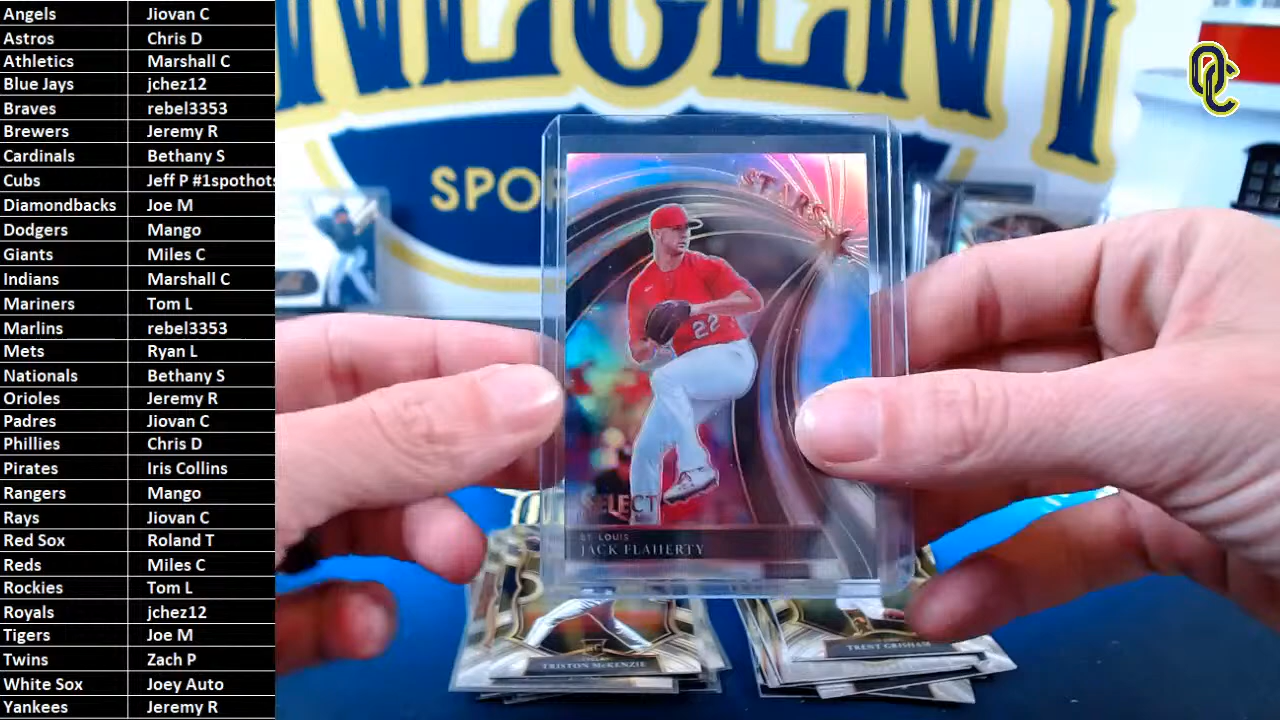 Angels Jiovan C
Astros Chris D
Athletics Marshall C
Blue Jays jchez12
Braves rebel3353
Brewers Jeremy R
Cardinals Bethany S
Cubs Jeff P #1spothots
Diamondbacks Joe M
Dodgers Mango
Giants Miles C
Indians Marshall C
Mariners Tom L
Marlins rebel3353
Mets Ryan L
Nationals Bethany S
Orioles Jeremy R
Padres Jiovan C
Phillies Chris D
Pirates Iris Collins
Rangers Mango
Rays Jiovan C
Red Sox Roland T
Reds Miles C
Rockies Tom L
Royals jchez12
Tigers Joe M
Twins Zach P
White Sox Joey Auto
Yankees Jeremy R
SPO
STARS
22
SELECT
ST. LOUIS
JACK FLAHERTY
TRISTON McKENZIE
TRENT GRISHAM